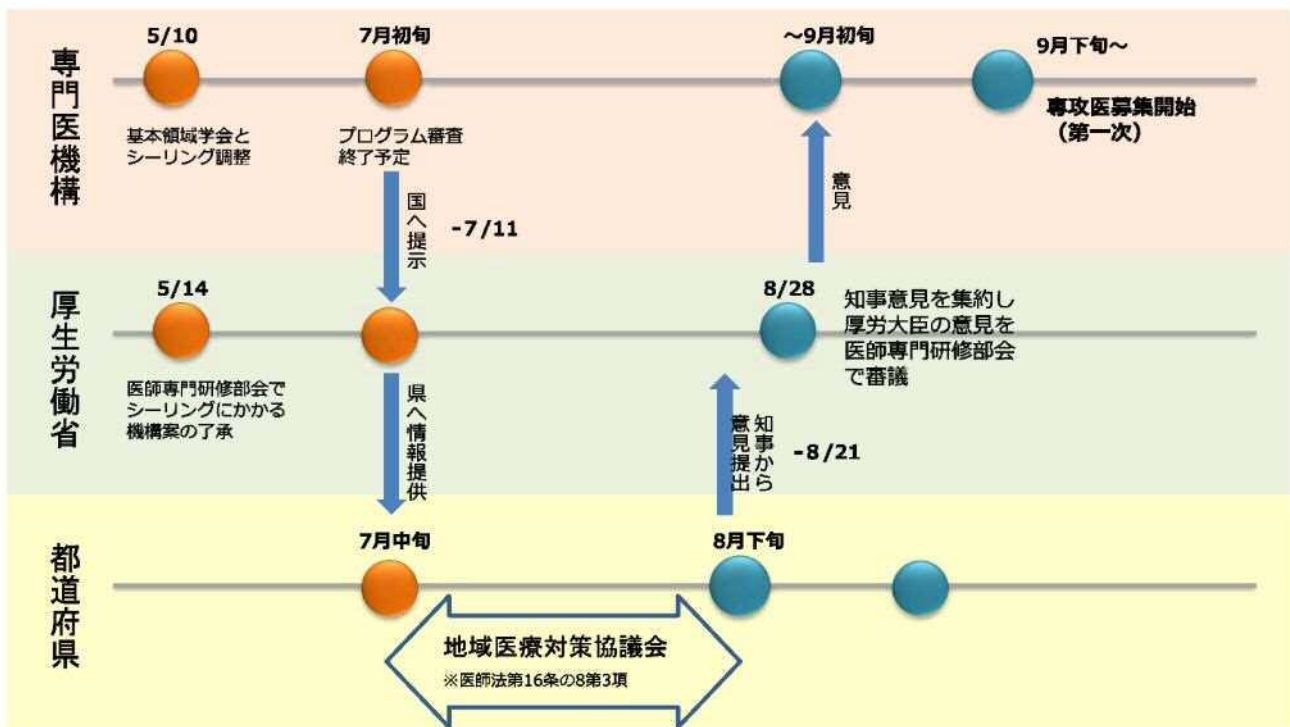 専門医機構
5/10
7月初旬
～9月初旬
9月下旬～
基本領域学会と
シーリング調整
プログラム審査
終了予定
専攻医募集開始
（第一次）
国へ提示
-7/11
意見
厚生労働省
5/14
8/28
知事意見を集約し
厚労大臣の意見を
医師専門研修部会
で審議
医師専門研修部会で
シーリングにかかる
機構案の了承
県へ情報提供
知事から
意見提出
-8/21
都道府県
7月中旬
8月下旬
地域医療対策協議会
※医師法第16条の8第3項